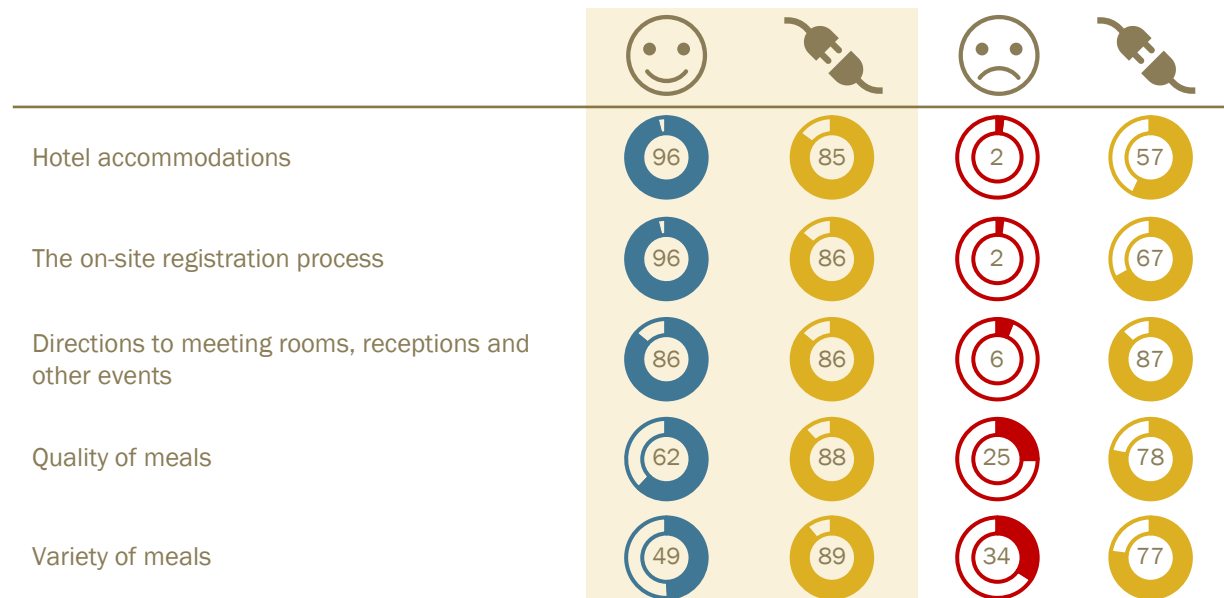 Hotel accommodations 96 85 2 57
The on-site registration process 96 86 2 67
Directions to meeting rooms, receptions and
other events 86 86 6 87
Quality of meals 62 88 25 78
Variety of meals 49 89 34 77